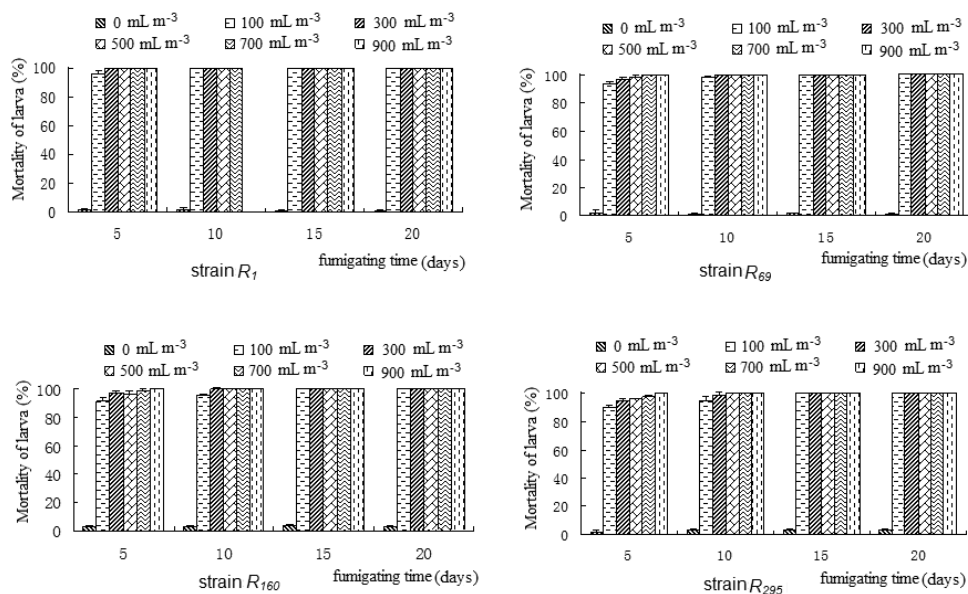 0 mL m-3 100 mL m-3 300 mL m-3
500 mL m-3 700 mL m-3 900 mL m-3
Mortality of larva (%)
100
80
60
40
20
0
5 10 15 20
strain R1 fumigating time (days)
0 mL m-3 100 mL m-3 300 mL m-3
500 mL m-3 700 mL m-3 900 mL m-3
Mortality of larva (%)
100
80
60
40
20
0
5 10 15 20
strain R69 fumigating time (days)
0 mL m-3 100 mL m-3 300 mL m-3
500 mL m-3 700 mL m-3 900 mL m-3
Mortality of larva (%)
100
80
60
40
20
0
5 10 15 20
strain R160 fumigating time (days)
0 mL m-3 100 mL m-3 300 mL m-3
500 mL m-3 700 mL m-3 900 mL m-3
Mortality of larva (%)
100
80
60
40
20
0
5 10 15 20
strain R295 fumigating time (days)